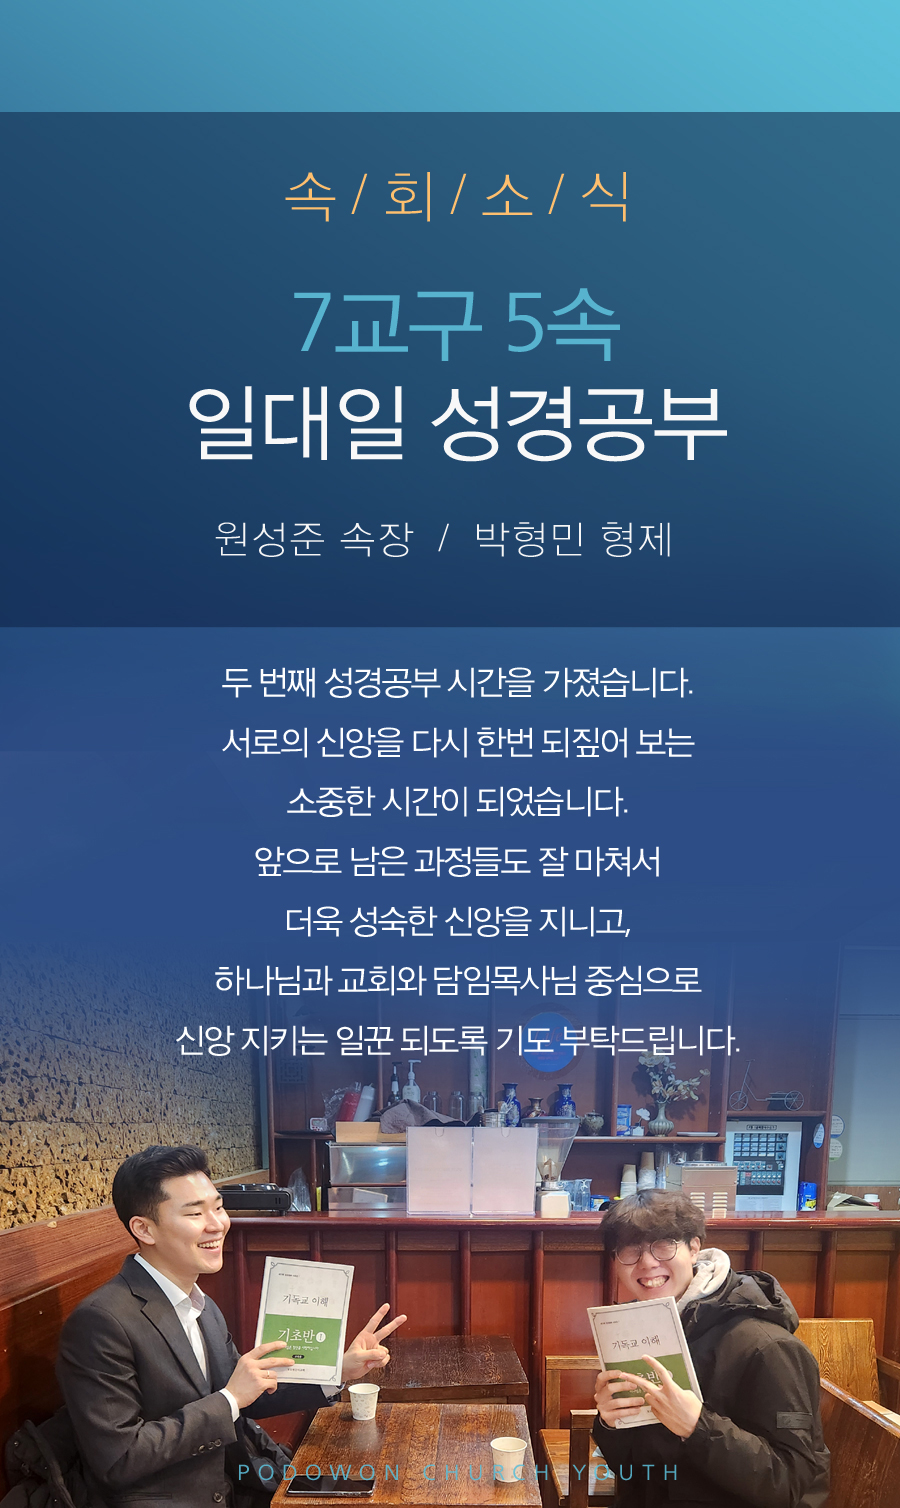 속/회/소/식
7교구 5속
일대일 성경공부
원성준 속장 / 박형민 형제
두 번째 성경공부 시간을 가졌습니다.
서로의 신앙을 다시 한번 되짚어 보는
소중한 시간이 되었습니다.
앞으로 남은 과정들도 잘 마쳐서
더욱 성숙한 신앙을 지니고,
하나님과 교회와 담임목사님 중심으로
신앙 지키는 일꾼 되도록 기도 부탁드립니다.
기독교 이해
기초반 1
기독교 이해
PODOWON CHURCH YOUTH